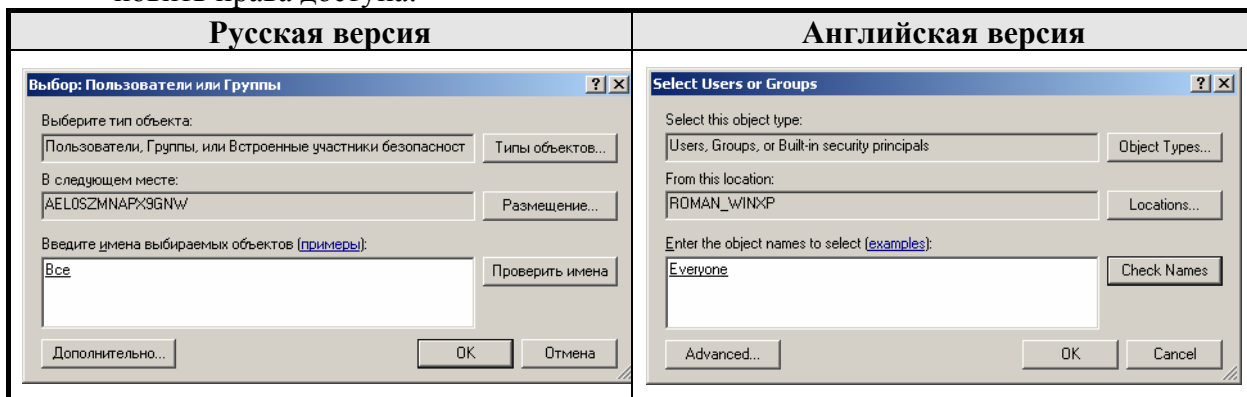 новить права доступа.
Русская версия
Английская версия
Выбор: Пользователи или Группы
Выберите тип объекта:
Пользователи, Группы, или Встроенные участники безопасност
Типы объектов...
В следующем месте:
AEL0SZMNAPX9GNW
Размещение...
Введите имена выбираемых объектов (примеры):
Все
Проверить имена
Дополнительно...
OK
Отмена
Select Users or Groups
Select this object type:
Users, Groups, or Built-in security principals
Object Types...
From this location:
ROMAN_WINXP
Locations...
Enter the object names to select (examples):
Everyone
Check Names
Advanced...
OK
Cancel